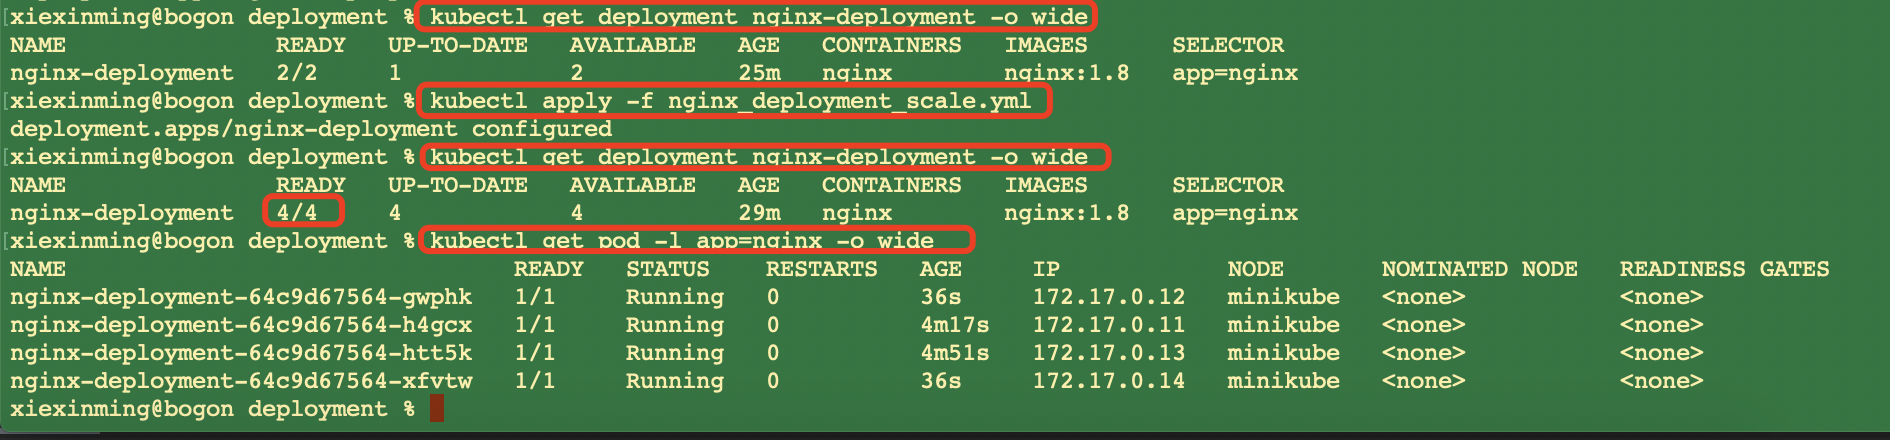 [xiexinming@bogon deployment % kubectl get deployment nginx-deployment -o wide
NAME READY UP-TO-DATE AVAILABLE AGE CONTAINERS IMAGES SELECTOR
nginx-deployment 2/2 1 2 25m nginx nginx:1.8 app=nginx
[xiexinming@bogon deployment % kubectl apply -f nginx_deployment_scale.yml
deployment.apps/nginx-deployment configured
[xiexinming@bogon deployment % kubectl get deployment nginx-deployment -o wide
NAME READY UP-TO-DATE AVAILABLE AGE CONTAINERS IMAGES SELECTOR
nginx-deployment 4/4 4 4 29m nginx nginx:1.8 app=nginx
[xiexinming@bogon deployment % kubectl get pod -l app=nginx -o wide
NAME READY STATUS RESTARTS AGE IP NODE NOMINATED NODE READINESS GATES
nginx-deployment-64c9d67564-gwphk 1/1 Running 0 36s 172.17.0.12 minikube <none> <none>
nginx-deployment-64c9d67564-h4gcx 1/1 Running 0 4m17s 172.17.0.11 minikube <none> <none>
nginx-deployment-64c9d67564-htt5k 1/1 Running 0 4m51s 172.17.0.13 minikube <none> <none>
nginx-deployment-64c9d67564-xfvtw 1/1 Running 0 36s 172.17.0.14 minikube <none> <none>
xiexinming@bogon deployment %